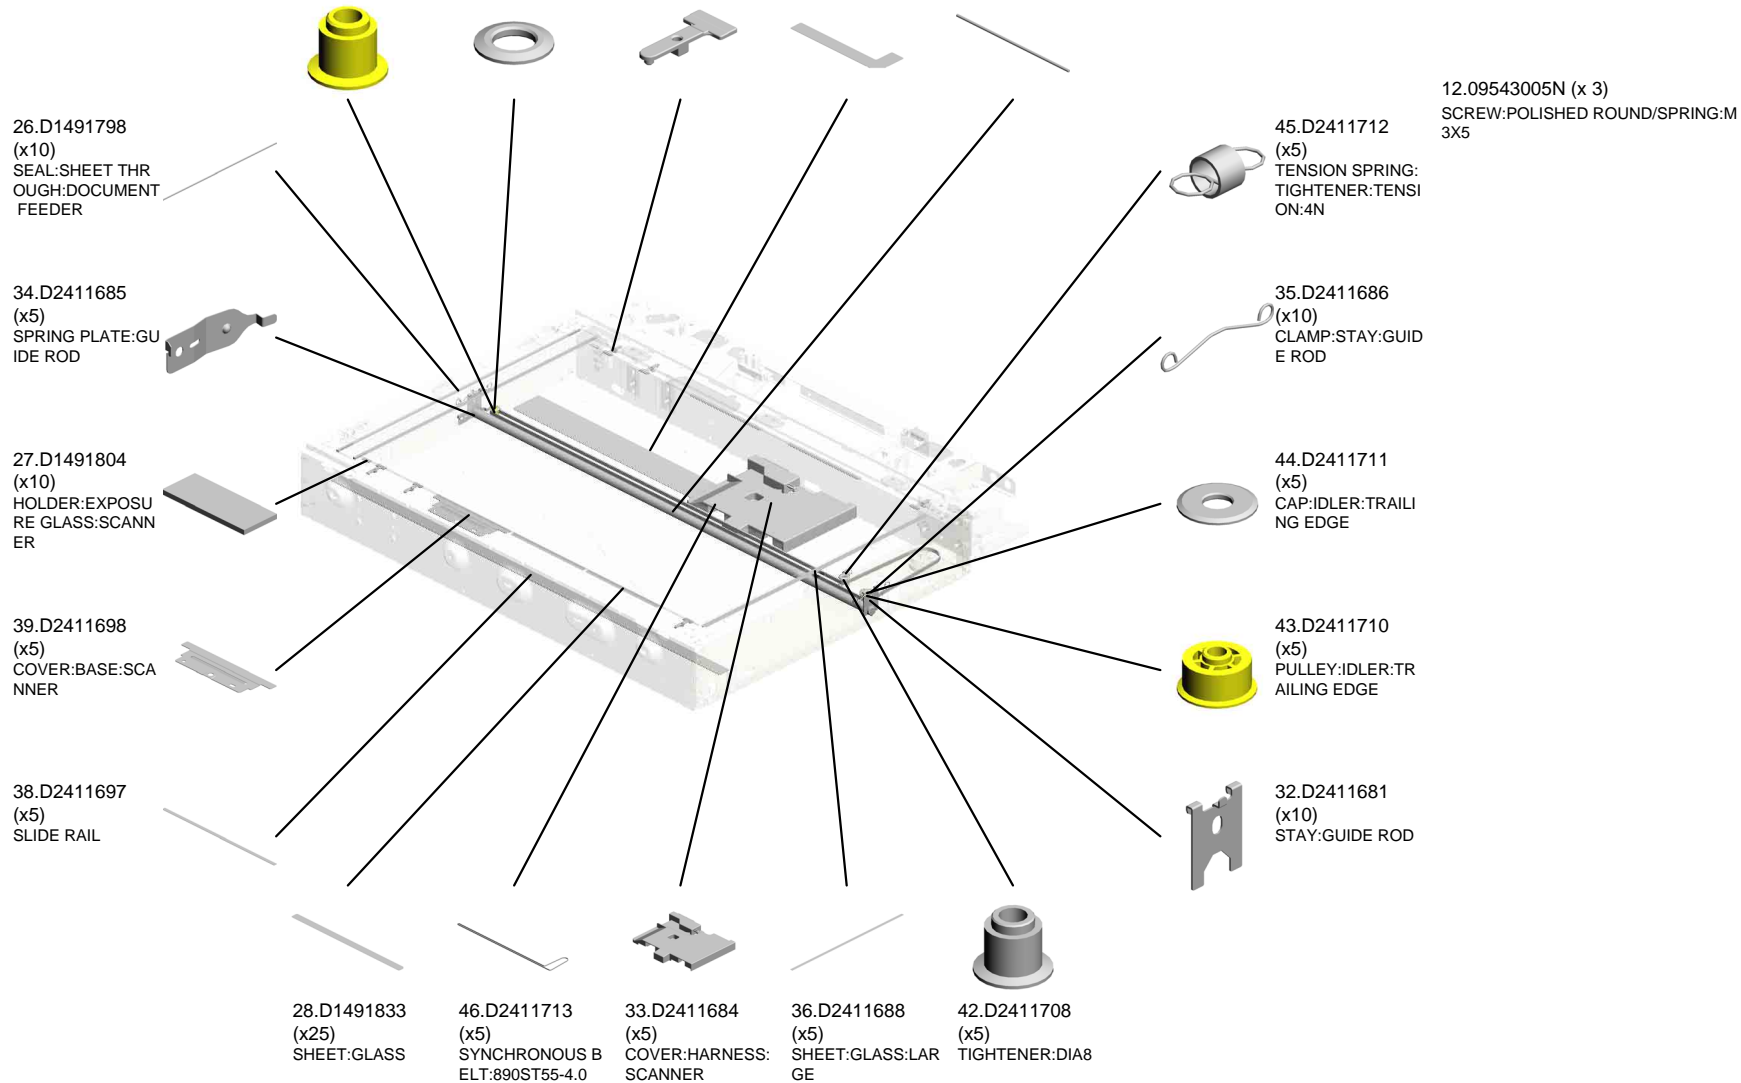 12.09543005N (x 3)
SCREW:POLISHED ROUND/SPRING:M
3X5
26.D1491798
(x10)
SEAL:SHEET THR
OUGH:DOCUMENT
FEEDER
34.D2411685
(x5)
SPRING PLATE:GU
IDE ROD
27.D1491804
(x10)
HOLDER:EXPOSU
RE GLASS:SCANN
ER
39.D2411698
(x5)
COVER:BASE:SCA
NNER
38.D2411697
(x5)
SLIDE RAIL
45.D2411712
(x5)
TENSION SPRING:
TIGHTENER:TENSI
ON:4N
35.D2411686
(x10)
CLAMP:STAY:GUID
E ROD
44.D2411711
(x5)
CAP:IDLER:TRAILI
NG EDGE
43.D2411710
(x5)
PULLEY:IDLER:TR
AILING EDGE
32.D2411681
(x10)
STAY:GUIDE ROD
28.D1491833
(x25)
SHEET:GLASS
46.D2411713
(x5)
SYNCHRONOUS B
ELT:890ST55-4.0
33.D2411684
(x5)
COVER:HARNESS:
SCANNER
36.D2411688
(x5)
SHEET:GLASS:LAR
GE
42.D2411708
(x5)
TIGHTENER:DIA8